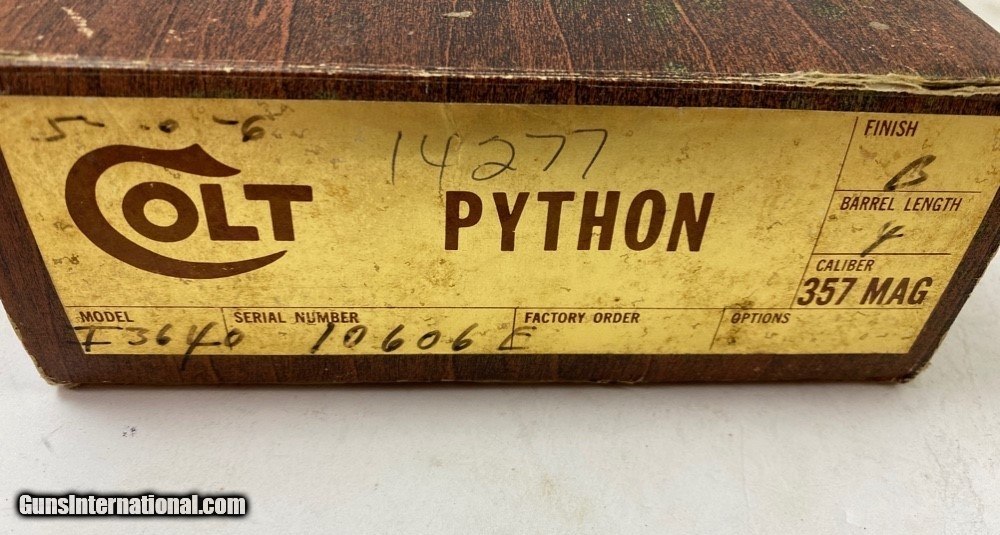 5 - 0 -6
14277
COLT
PYTHON
FINISH
B
BARREL LENGTH
4
CALIBER
357 MAG
MODEL
I3640
SERIAL NUMBER
10606 E
FACTORY ORDER
OPTIONS
GunsInternational.com